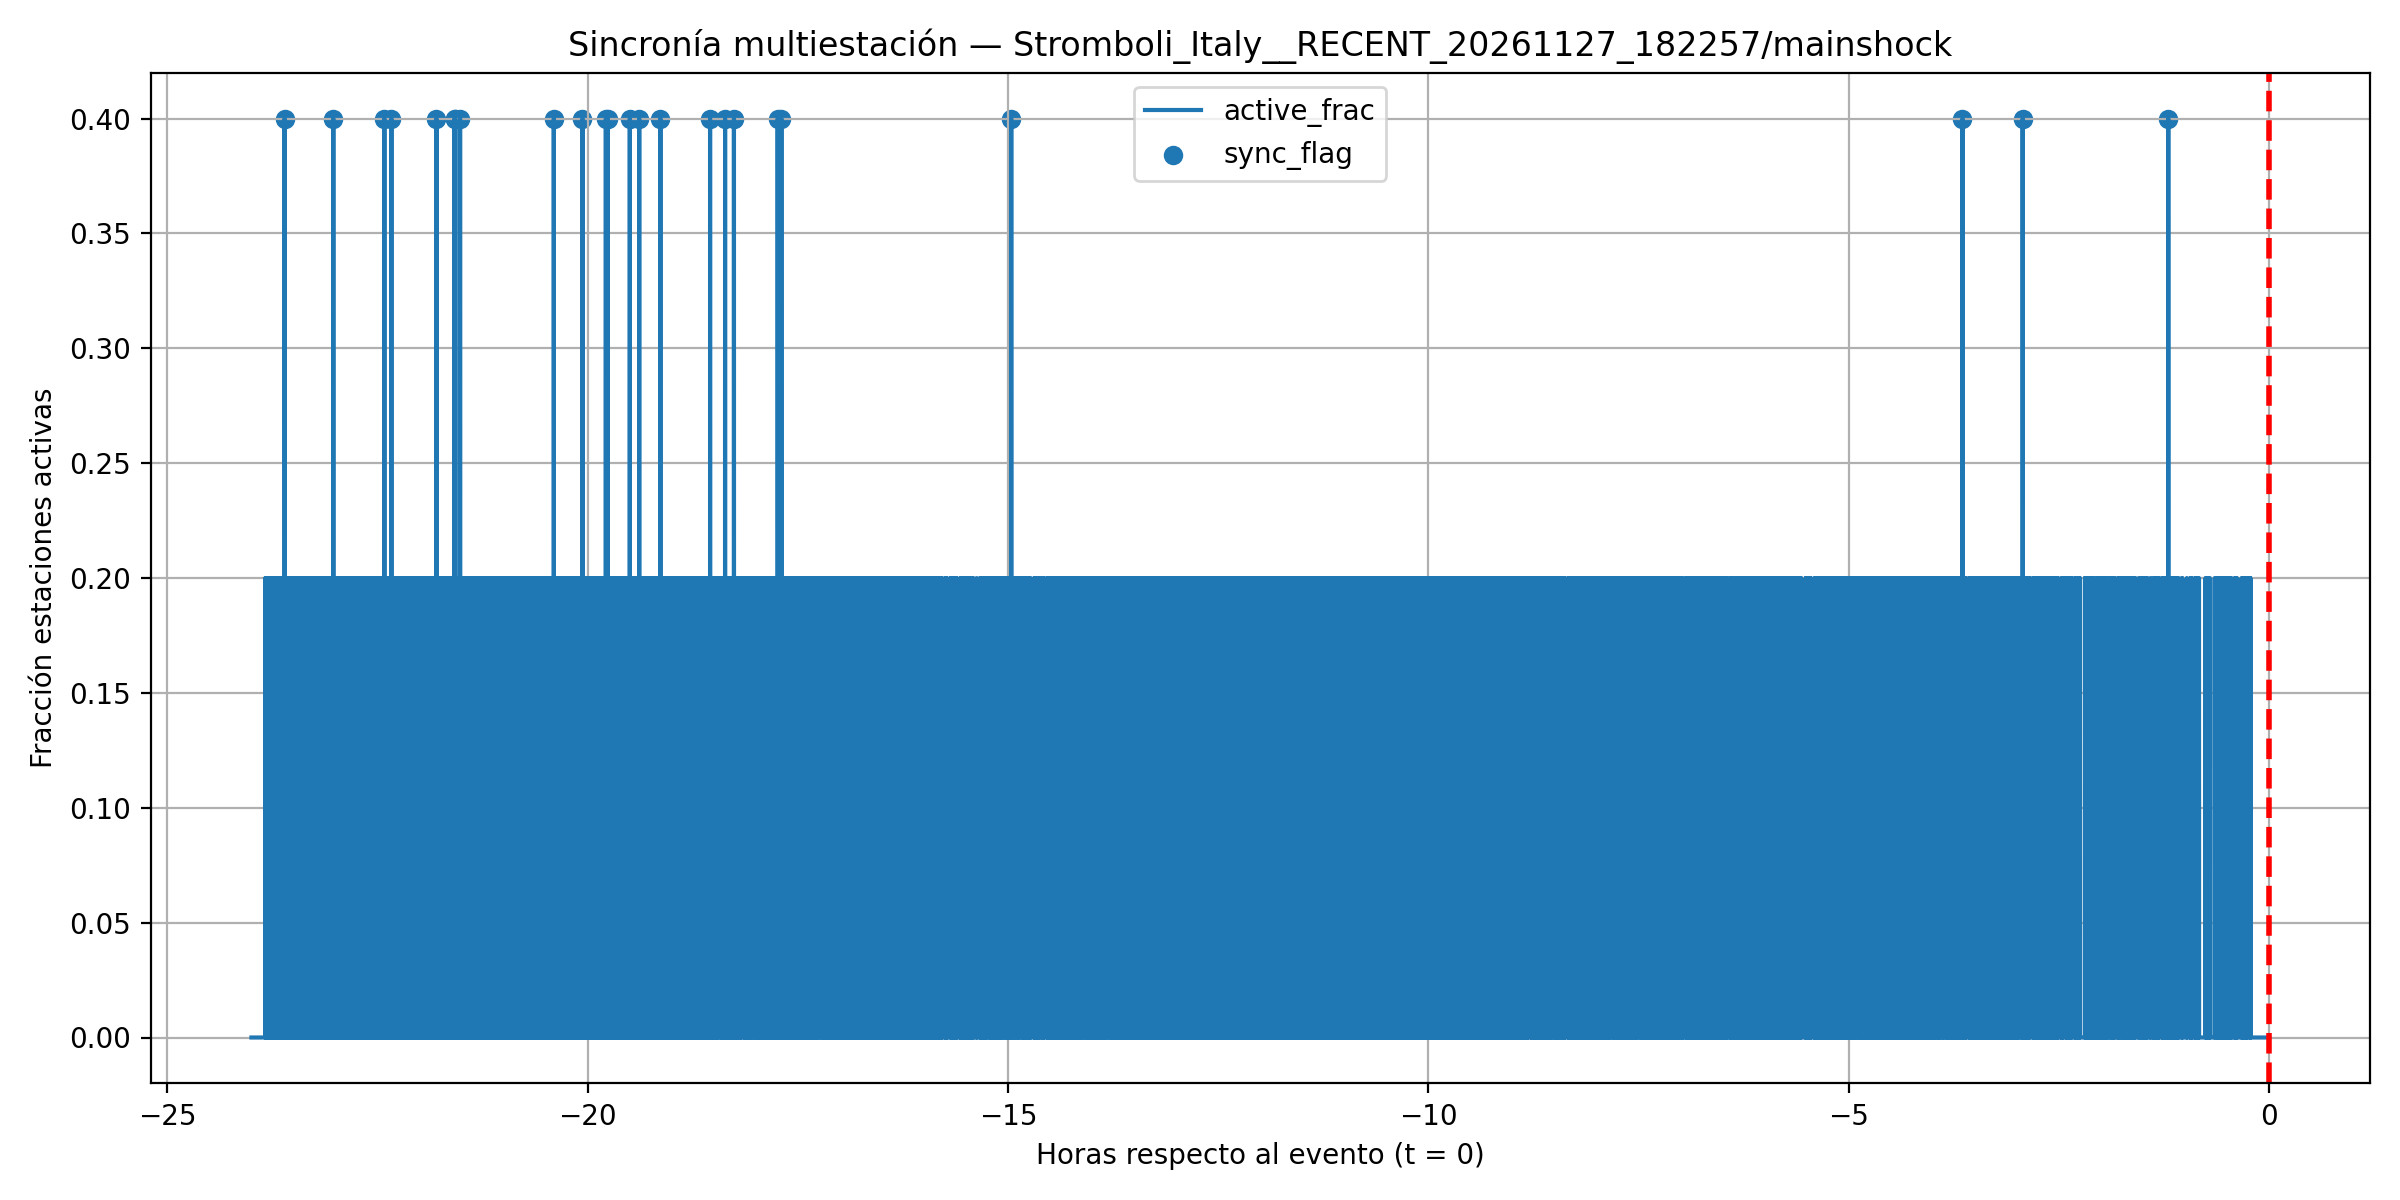 Sincronía multiestación — Stromboli_Italy__RECENT_20261127_182257/mainshock
active_frac
sync_flag
Fracción estaciones activas
0.40
0.35
0.30
0.25
0.20
0.15
0.10
0.05
0.00
−25 −20 −15 −10 −5 0
Horas respecto al evento (t = 0)